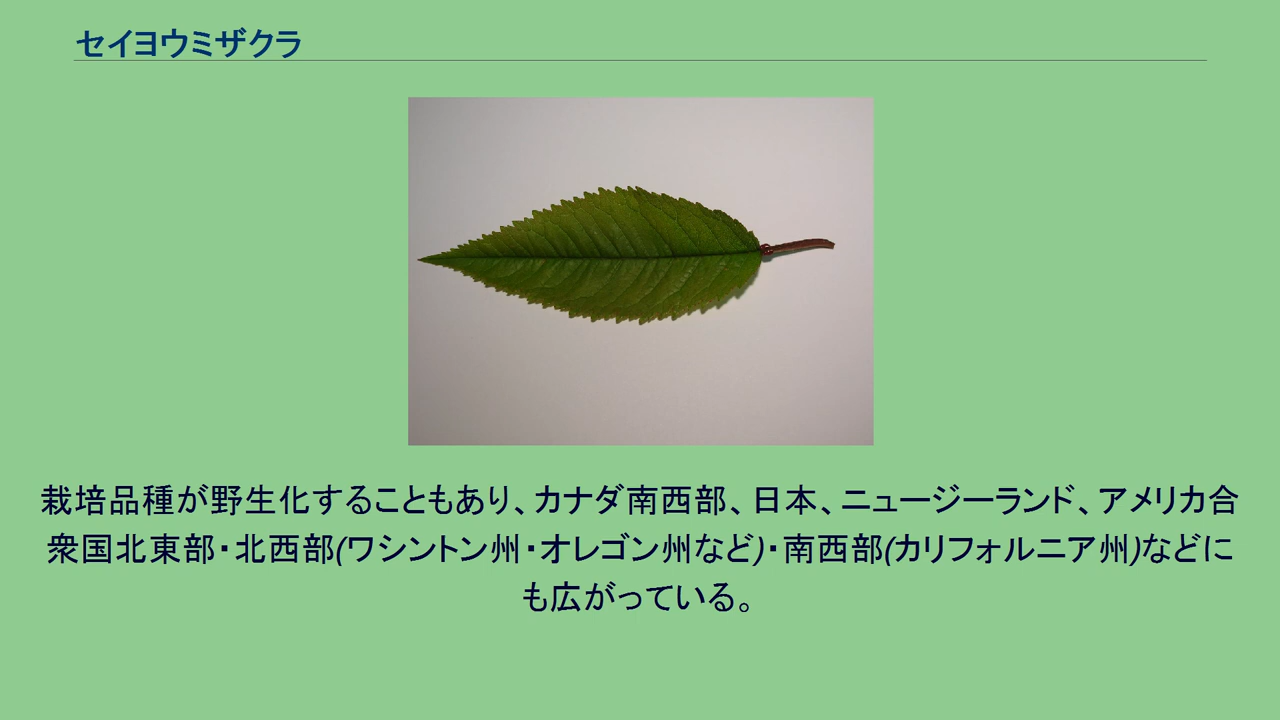 セイヨウミザクラ
栽培品種が野生化することもあり、カナダ南西部、日本、ニュージーランド、アメリカ合
衆国北東部・北西部(ワシントン州・オレゴン州など)・南西部(カリフォルニア州)などに
も広がっている。